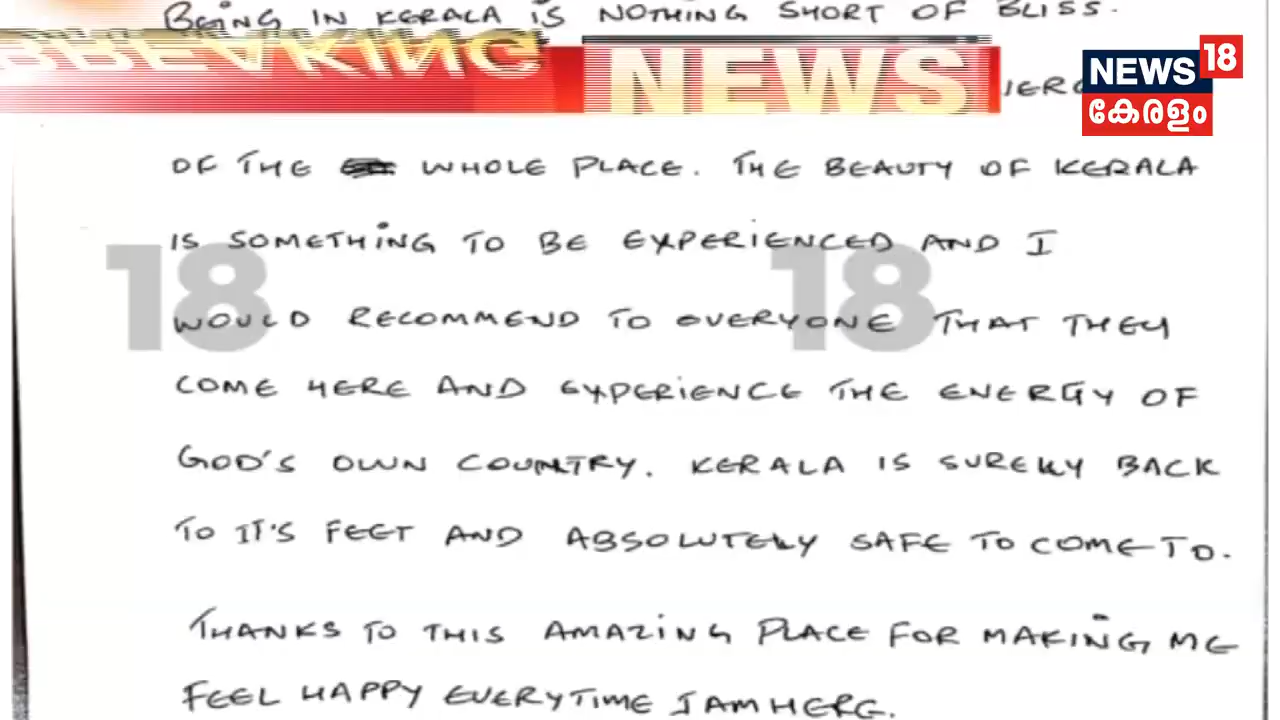 BEING IN KERALA IS NOTHING SHORT OF BLISS.
BREAKING NEWS
NEWS 18
കേരളം
OF THE WHOLE PLACE. THE BEAUTY OF KERALA
IS SOMETHING TO BE EXPERIENCED AND I
18 18
WOULD RECOMMEND TO EVERYONE THAT THEY
COME HERE AND EXPERIENCE THE ENERGY OF
GOD'S OWN COUNTRY. KERALA IS SURELY BACK
TO IT'S FEET AND ABSOLUTELY SAFE TO COME TO.
THANKS TO THIS AMAZING PLACE FOR MAKING ME
FEEL HAPPY EVERYTIME I AM HERE.